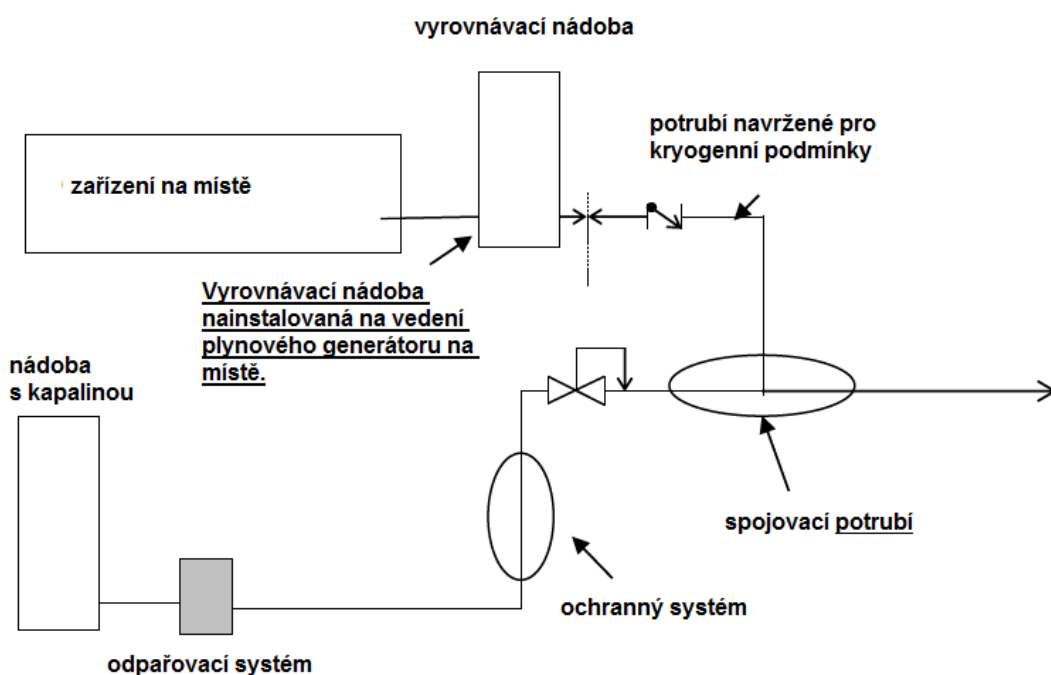 vyrovnávací nádoba
potrubí navržené pro
kryogenní podmínky
zařízení na místě
Vyrovnávací nádoba
nainstalovaná na vedení
plynového generátoru na
místě.
nádoba
s kapalinou
spojovací potrubí
ochranný systém
odpařovací systém